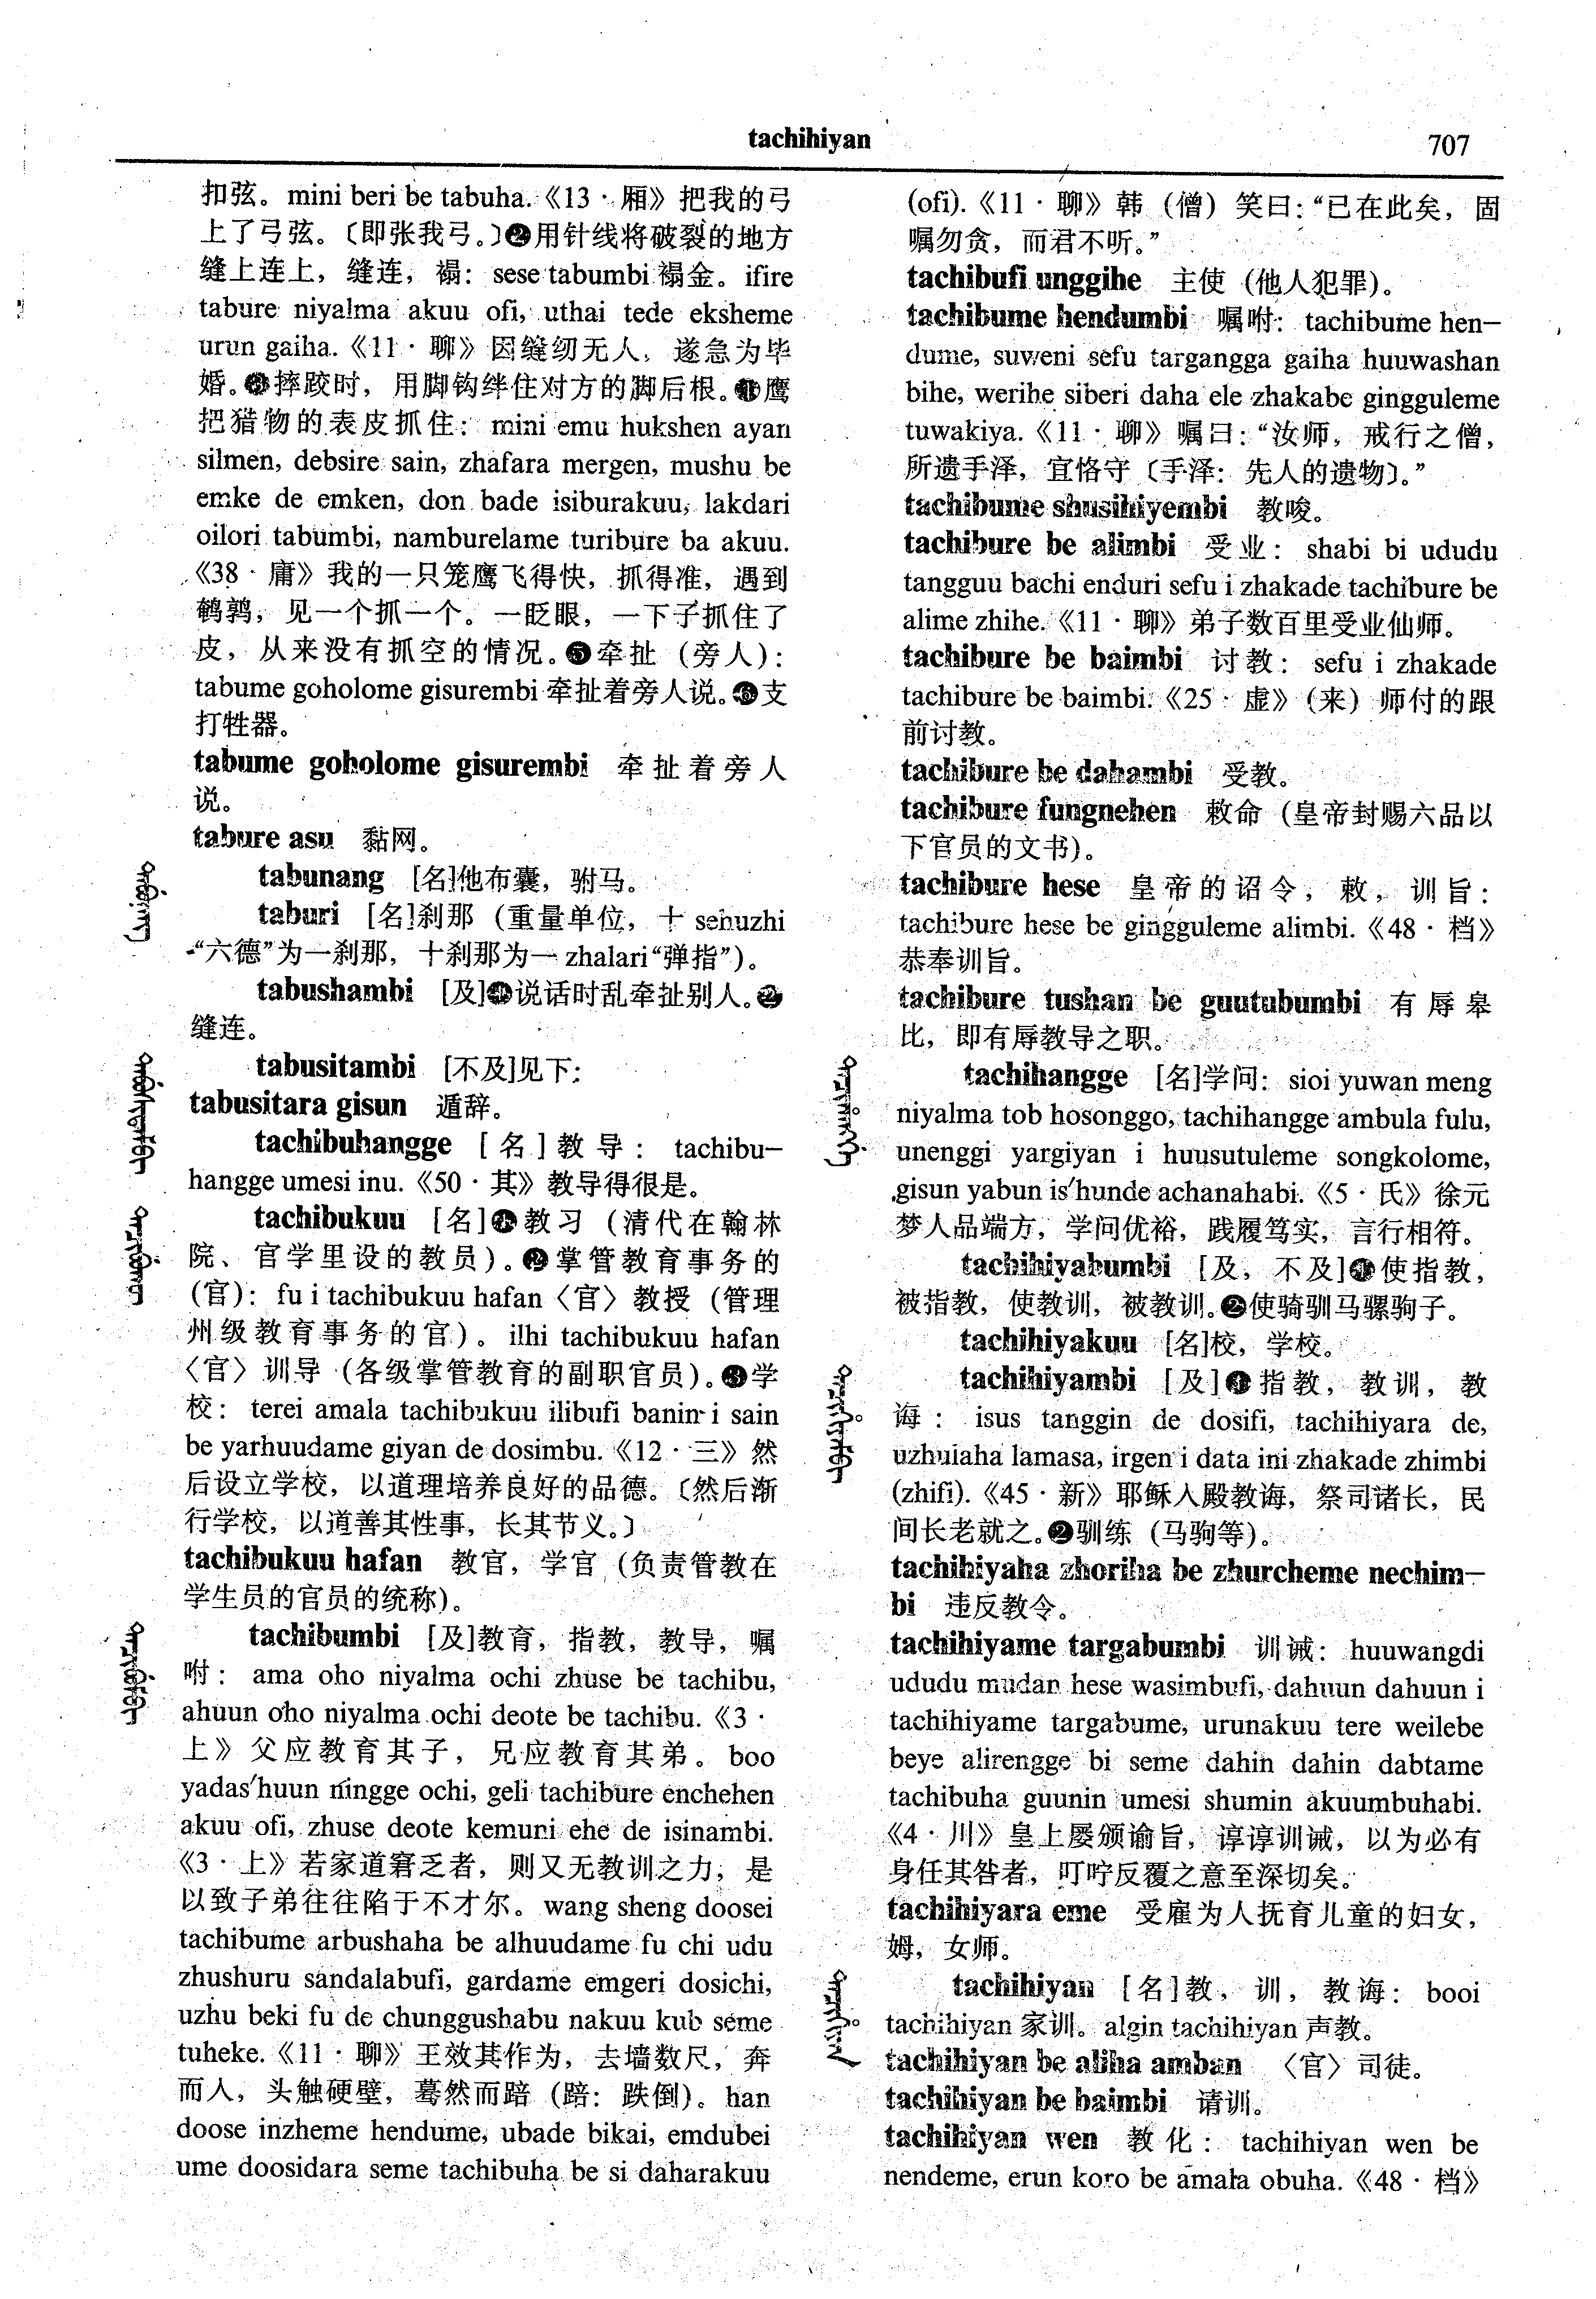 tachihiyan
707
扣弦。mini beri be tabuha.《13·厢》把我的弓
上了弓弦。〔即张我弓。〕❷用针线将破裂的地方
缝上连上，缝连，禢：sese tabumbi 禢金。ifire
tabure niyalma akuu ofi, uthai tede eksheme
urun gaiha.《11·聊》因缝纫无人，遂急为毕
婚。❸摔跤时，用脚钩绊住对方的脚后根。❹鹰
把猎物的表皮抓住：mini emu hukshen ayan
silmen, debsire sain, zhafara mergen, mushu be
emke de emken, don bade isiburakuu, lakdari
oilori tabumbi, namburelame turibure ba akuu.
《38·庸》我的一只笼鹰飞得快，抓得准，遇到
鹌鹑，见一个抓一个。一眨眼，一下子抓住了
皮，从来没有抓空的情况。❺牵扯（旁人）：
tabume goholome gisurembi 牵扯着旁人说。❻支
打牲器。
tabume goholome gisurembi 牵扯着旁人
说。
tabure asu 黏网。
tabunang [名]他布囊，驸马。
taburi [名]刹那（重量单位，十 sehuzhi
“六德”为一刹那，十刹那为一 zhalari“弹指”）。
tabushambi [及]❶说话时乱牵扯别人。❷
缝连。
tabusitambi [不及]见下：
tabusitara gisun 遁辞。
tachibuhangge [名]教导：tachibu-
hangge umesi inu.《50·其》教导得很是。
tachibukuu [名]❶教习（清代在翰林
院、官学里设的教员）。❷掌管教育事务的
（官）：fu i tachibukuu hafan〈官〉教授（管理
州级教育事务的官）。ilhi tachibukuu hafan
〈官〉训导（各级掌管教育的副职官员）。❸学
校：terei amala tachibukuu ilibufi banin i sain
be yarhuudame giyan de dosimbu.《12·三》然
后设立学校，以道理培养良好的品德。〔然后渐
行学校，以道善其性事，长其节义。〕
tachibukuu hafan 教官，学官（负责管教在
学生员的官员的统称）。
tachibumbi [及]教育，指教，教导，嘱
咐：ama oho niyalma ochi zhuse be tachibu,
ahuun oho niyalma ochi deote be tachibu.《3·
上》父应教育其子，兄应教育其弟。boo
yadas'huun ningge ochi, geli tachibure enchehen
akuu ofi, zhuse deote kemuni ehe de isinambi.
《3·上》若家道窘乏者，则又无教训之力，是
以致子弟往往陷于不才尔。wang sheng doosei
tachibume arbushaha be alhuudame fu chi udu
zhushuru sandalabufi, gardame emgeri dosichi,
uzhu beki fu de chunggushabu nakuu kub seme
tuheke.《11·聊》王效其作为，去墙数尺，奔
而人，头触硬壁，蓦然而踣（踣：跌倒）。han
doose inzheme hendume, ubade bikai, emdubei
ume doosidara seme tachibuha be si daharakuu
(ofi).《11·聊》韩（僧）笑曰：“已在此矣，固
嘱勿贪，而君不听。”
tachibufi unggihe 主使（他人犯罪）。
tachibume hendumbi 嘱咐：tachibume hen-
dume, suweni sefu targangga gaiha huuwashan
bihe, werihe siberi daha ele zhakabe gingguleme
tuwakiya.《11·聊》嘱曰：“汝师，戒行之僧，
所遗手泽，宜恪守〔手泽：先人的遗物〕。”
tachibume shusihiyembi 教唆。
tachibure be alimbi 受业：shabi bi ududu
tangguu bachi enduri sefu i zhakade tachibure be
alime zhihe.《11·聊》弟子数百里受业仙师。
tachibure be baimbi 讨教：sefu i zhakade
tachibure be baimbi.《25·虚》（来）师付的跟
前讨教。
tachibure be dahambi 受教。
tachibure fungnehen 敕命（皇帝封赐六品以
下官员的文书）。
tachibure hese 皇帝的诏令，敕，训旨：
tachibure hese be gingguleme alimbi.《48·档》
恭奉训旨。
tachibure tushan be guutubumbi 有辱皋
比，即有辱教导之职。
tachihangge [名]学问：sioi yuwan meng
niyalma tob hosonggo, tachihangge ambula fulu,
unenggi yargiyan i huusutuleme songkolome,
gisun yabun is'hunde achanahabi.《5·氏》徐元
梦人品端方，学问优裕，践履笃实，言行相符。
tachihiyabumbi [及，不及]❶使指教，
被指教，使教训，被教训。❷使骑驯马骡驹子。
tachihiyakuu [名]校，学校。
tachihiyambi [及]❶指教，教训，教
诲：isus tanggin de dosifi, tachihiyara de,
uzhulaha lamasa, irgen i data ini zhakade zhimbi
(zhifi).《45·新》耶稣入殿教诲，祭司诸长，民
间长老就之。❷驯练（马驹等）。
tachihiyaha zhoriha be zhurcheme nechim-
bi 违反教令。
tachihiyame targabumbi 训诫：huuwangdi
ududu mudan hese wasimbufi, dahuun dahuun i
tachihiyame targabume, urunakuu tere weilebe
beye alirengge bi seme dahin dahin dabtame
tachibuha guunin umesi shumin akuumbuhabi.
《4·川》皇上屡颁谕旨，谆谆训诫，以为必有
身任其咎者，叮咛反覆之意至深切矣。
tachihiyara eme 受雇为人抚育儿童的妇女，
姆，女师。
tachihiyan [名]教，训，教诲：booi
tachihiyan 家训。algin tachihiyan 声教。
tachihiyan be aliha amban 〈官〉司徒。
tachihiyan be baimbi 请训。
tachihiyan wen 教化：tachihiyan wen be
nendeme, erun koro be amala obuha.《48·档》